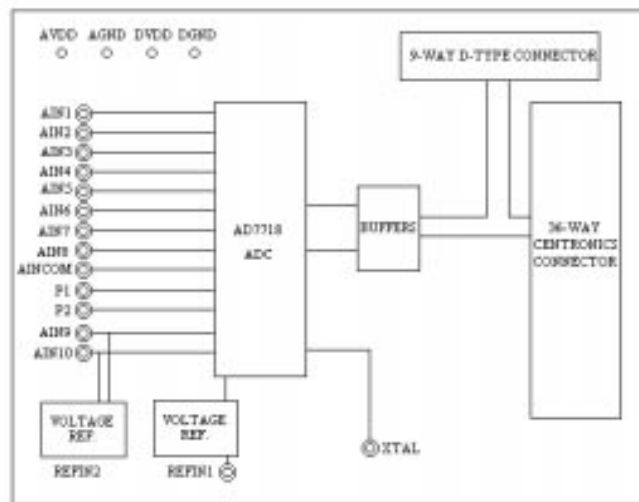 AVDD AGND DVDD DGND
9-WAY D-TYPE CONNECTOR
AIN1
AIN2
AIN3
AIN4
AIN5
AIN6
AIN7
AIN8
AINCOM
P1
P2
AIN9
AIN10
AD7718
ADC
BUFFERS
36-WAY
CENTRONICS
CONNECTOR
VOLTAGE
REF.
REFIN2
VOLTAGE
REF.
REFIN1
XTAL